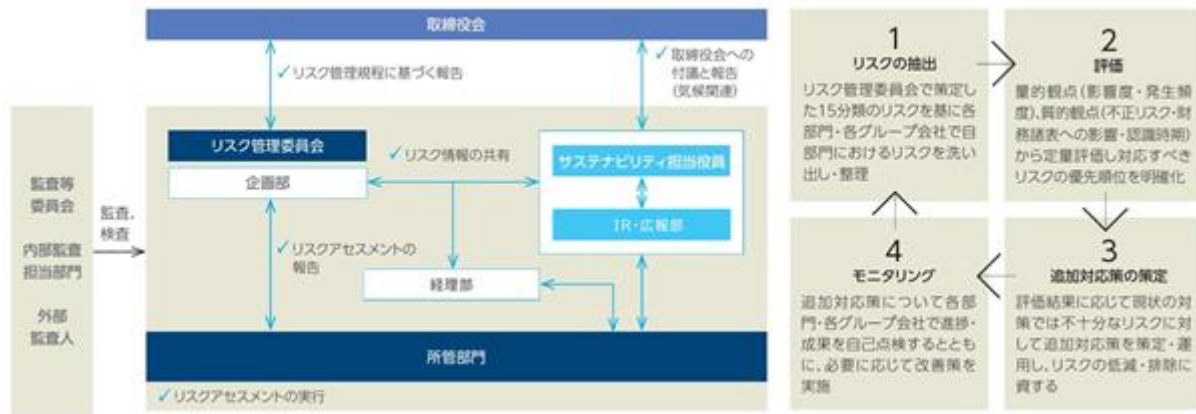 取締役会
✓リスク管理規程に基づく報告
✓取締役会への
付議と報告
(気候関連)
監査等
委員会
内部監査
担当部門
外部
監査人
監査、
検査
リスク管理委員会
企画部
✓リスク情報の共有
サステナビリティ担当役員
IR・広報部
✓リスクアセスメントの
報告
経理部
所管部門
✓リスクアセスメントの実行
1
リスクの抽出
リスク管理委員会で策定し
た15分類のリスクを基に各
部門・各グループ会社で自
部門におけるリスクを洗い
出し・整理
2
評価
量的観点(影響度・発生頻
度)、質的観点(不正リスク・財
務諸表への影響・認識時期)
から定量評価し対応すべき
リスクの優先順位を明確化
3
追加対応策の策定
評価結果に応じて現状の対
策では不十分なリスクに対
して追加対応策を策定・運
用し、リスクの低減・排除に
資する
4
モニタリング
追加対応策について各部
門・各グループ会社で進捗・
成果を自己点検するととも
に、必要に応じて改善策を
実施